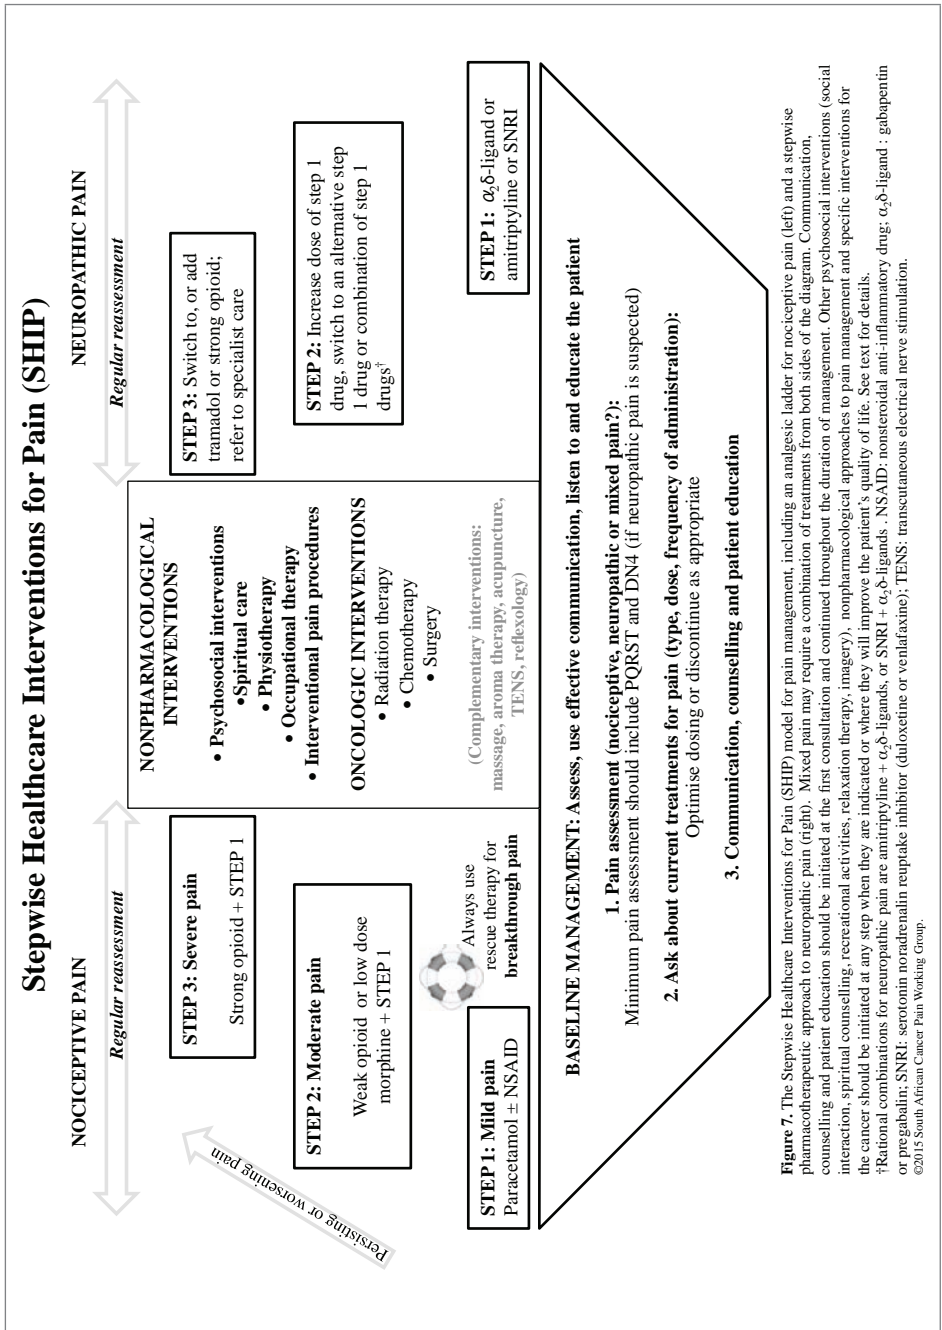 Stepwise Healthcare Interventions for Pain (SHIP)
NOCICEPTIVE PAIN
Regular reassessment
NEUROPATHIC PAIN
Regular reassessment
Persisting or worsening pain
STEP 3: Severe pain
Strong opioid + STEP 1
STEP 2: Moderate pain
Weak opioid or low dose
morphine + STEP 1
STEP 1: Mild pain
Paracetamol ± NSAID
Always use
rescue therapy for
breakthrough pain
NONPHARMACOLOGICAL
INTERVENTIONS
• Psychosocial interventions
•Spiritual care
• Physiotherapy
• Occupational therapy
• Interventional pain procedures
ONCOLOGIC INTERVENTIONS
• Radiation therapy
• Chemotherapy
• Surgery
(Complementary interventions:
massage, aroma therapy, acupuncture,
TENS, reflexology)
STEP 3: Switch to, or add
tramadol or strong opioid;
refer to specialist care
STEP 2: Increase dose of step 1
drug, switch to an alternative step
1 drug or combination of step 1
drugs†
STEP 1: α₂δ-ligand or
amitriptyline or SNRI
BASELINE MANAGEMENT: Assess, use effective communication, listen to and educate the patient
1. Pain assessment (nociceptive, neuropathic or mixed pain?):
Minimum pain assessment should include PQRST and DN4 (if neuropathic pain is suspected)
2. Ask about current treatments for pain (type, dose, frequency of administration):
Optimise dosing or discontinue as appropriate
3. Communication, counselling and patient education
Figure 7. The Stepwise Healthcare Interventions for Pain (SHIP) model for pain management, including an analgesic ladder for nociceptive pain (left) and a stepwise
pharmacotherapeutic approach to neuropathic pain (right). Mixed pain may require a combination of treatments from both sides of the diagram. Communication,
counselling and patient education should be initiated at the first consultation and continued throughout the duration of management. Other psychosocial interventions (social
interaction, spiritual counselling, recreational activities, relaxation therapy, imagery), nonpharmacological approaches to pain management and specific interventions for
the cancer should be initiated at any step when they are indicated or where they will improve the patient's quality of life. See text for details.
†Rational combinations for neuropathic pain are amitriptyline + α₂δ-ligands, or SNRI + α₂δ-ligands . NSAID: nonsteroidal anti-inflammatory drug; α₂δ-ligand : gabapentin
or pregabalin; SNRI: serotonin noradrenalin reuptake inhibitor (duloxetine or venlafaxine); TENS: transcutaneous electrical nerve stimulation.
©2015 South African Cancer Pain Working Group.